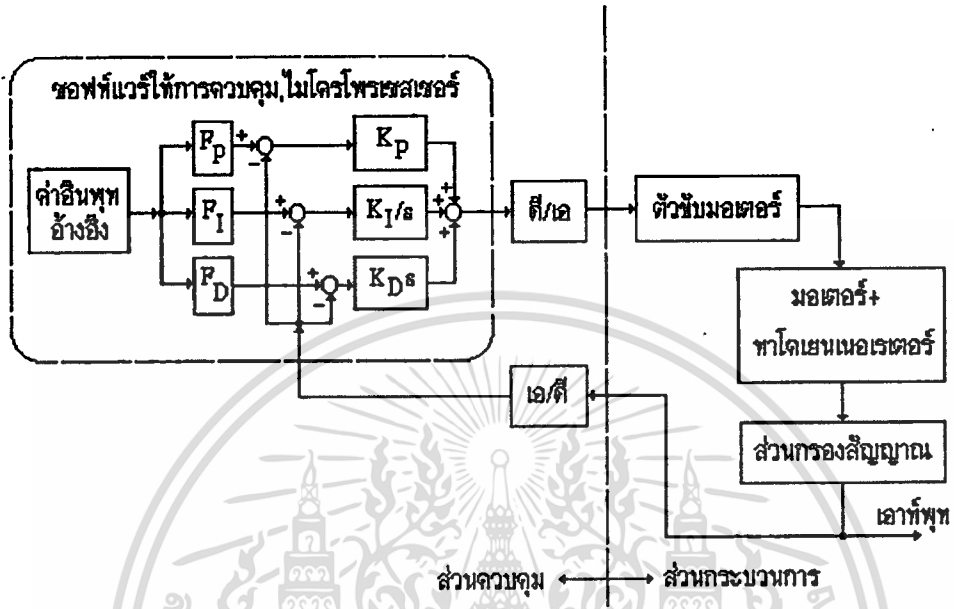 ซอฟท์แวร์ให้การควบคุม,ไมโครโพรเซสเซอร์
ค่าอินพุท
อ้างอิง
F_P
+
-
K_P
+
F_I
+
-
K_I/s
+
+
F_D
+
-
K_D s
ดี/เอ
ตัวขับมอเตอร์
มอเตอร์+
ทาโคเยนเนอเรเตอร์
เอ/ดี
ส่วนกรองสัญญาณ
เอาท์พุท
ส่วนควบคุม
ส่วนกระบวนการ